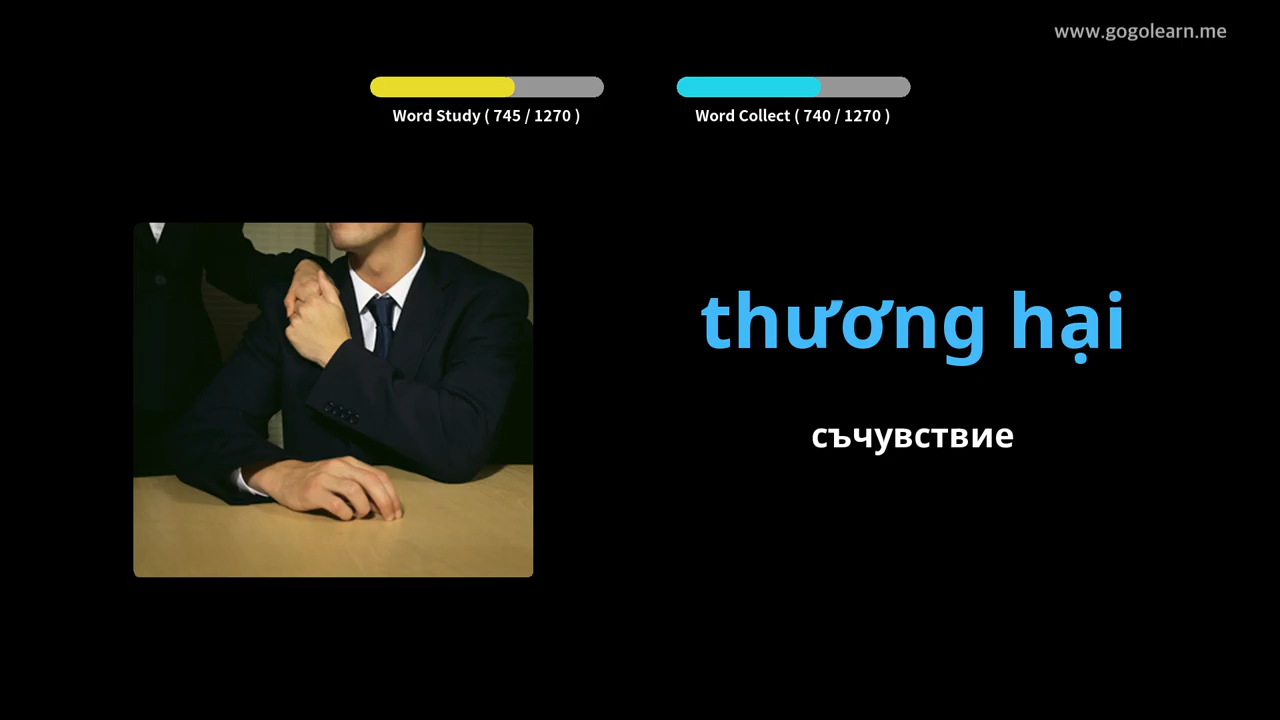 www.gogolearn.me
Word Study ( 745 / 1270 )
Word Collect ( 740 / 1270 )
thương hại
съчувствие